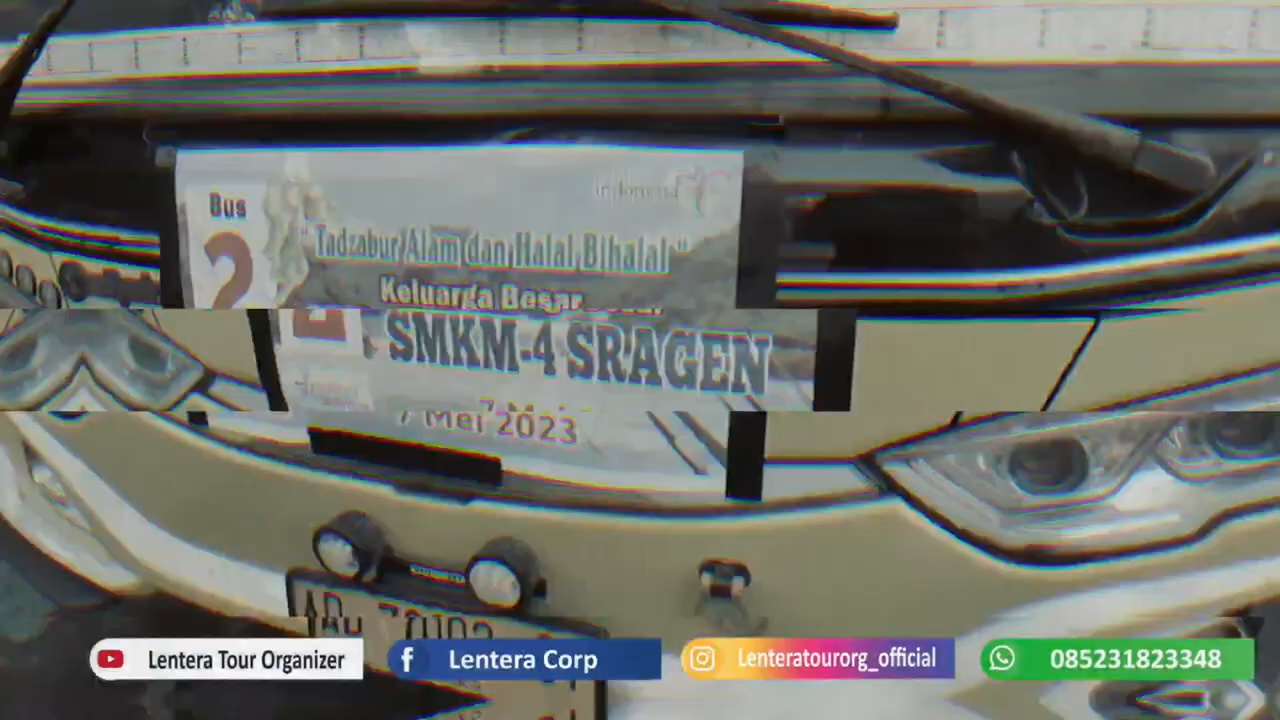 indonesia
Bus
2
"Tadzabur Alam dan Halal Bihalal"
Keluarga Besar
SMKM-4 SRAGEN
7 Mei 2023
Lentera Tour Organizer
Lentera Corp
Lenteratourorg_official
085231823348